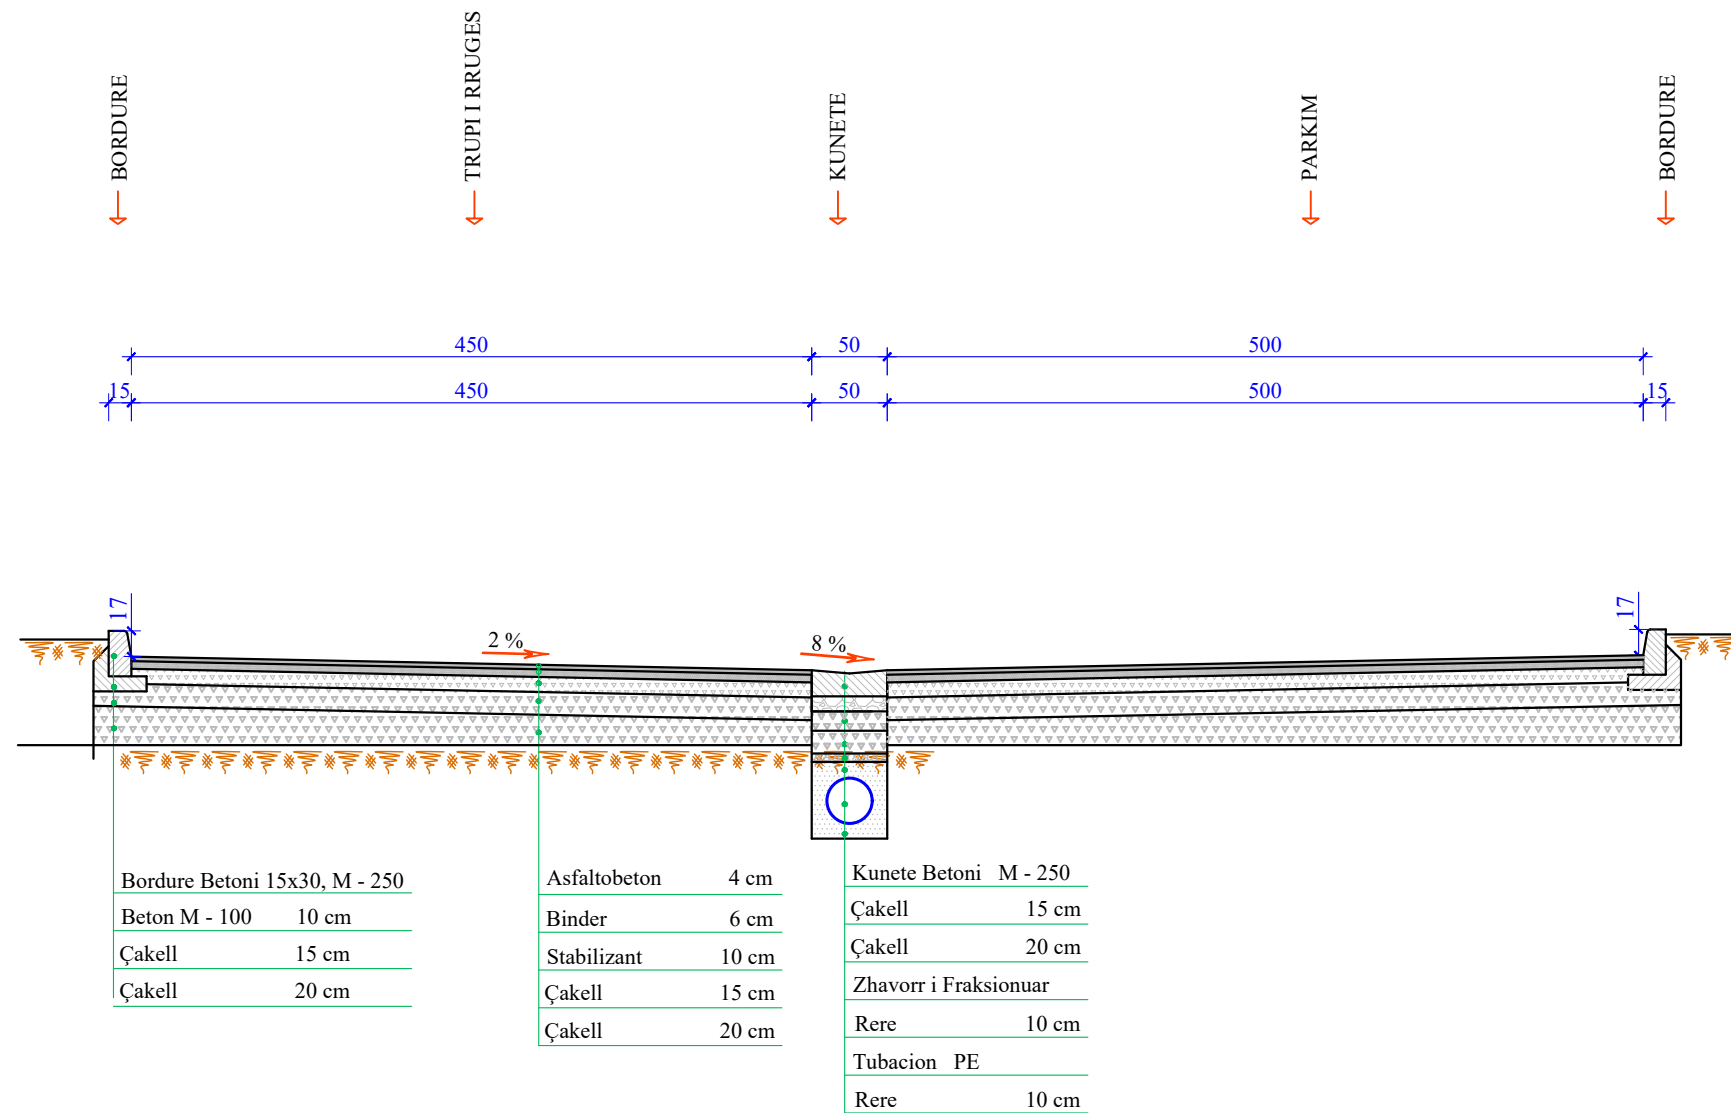 BORDURE
TRUPI I RRUGES
KUNETE
PARKIM
BORDURE
450
50
500
15
450
50
500
15
17
17
2 %
8 %
Bordure Betoni 15x30, M - 250
Beton M - 100 10 cm
Çakell 15 cm
Çakell 20 cm
Asfaltobeton 4 cm
Binder 6 cm
Stabilizant 10 cm
Çakell 15 cm
Çakell 20 cm
Kunete Betoni M - 250
Çakell 15 cm
Çakell 20 cm
Zhavorr i Fraksionuar
Rere 10 cm
Tubacion PE
Rere 10 cm